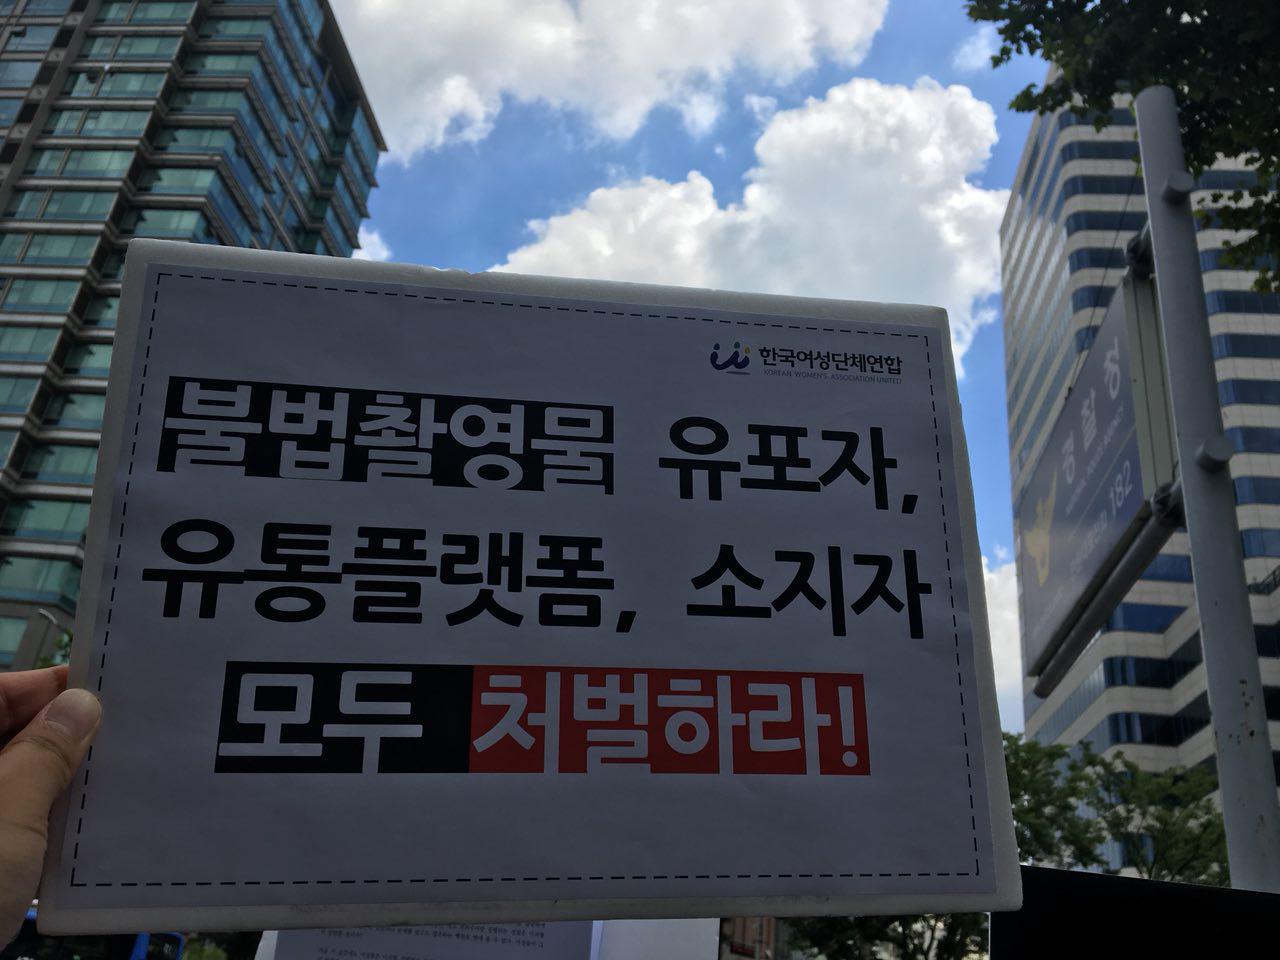 한국여성단체연합
KOREAN WOMEN'S ASSOCIATION UNITED
불법촬영물 유포자,
유통플랫폼, 소지자
모두 처벌하라!
경찰청
182